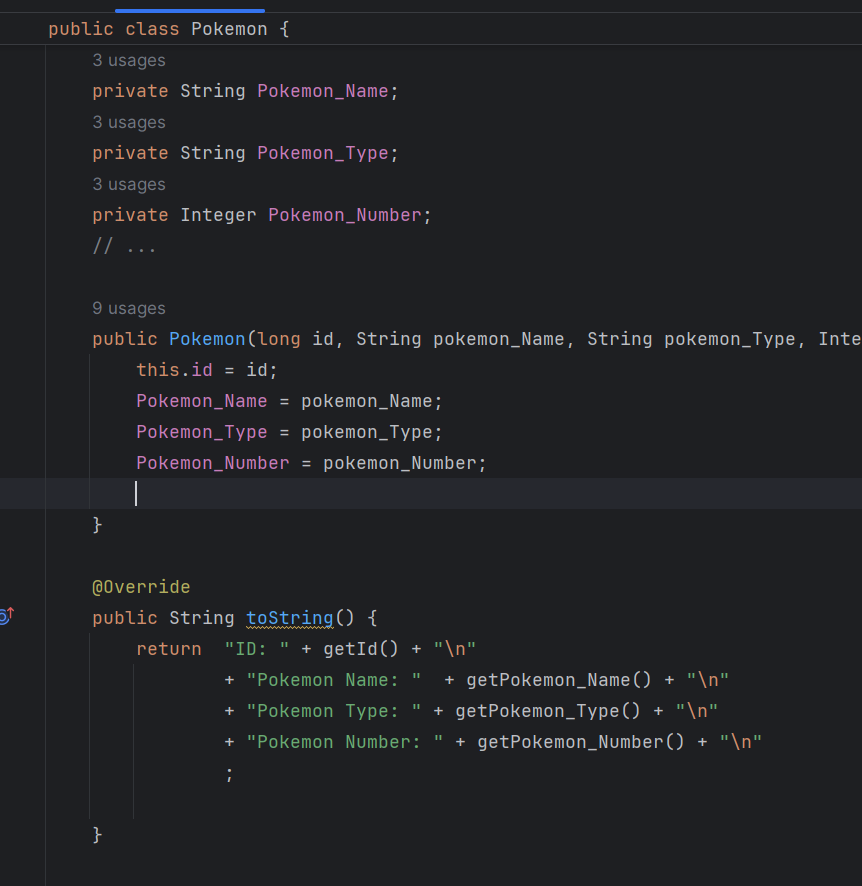 public class Pokemon {
3 usages
private String Pokemon_Name;
3 usages
private String Pokemon_Type;
3 usages
private Integer Pokemon_Number;
// ...
9 usages
public Pokemon(long id, String pokemon_Name, String pokemon_Type, Inte
this.id = id;
Pokemon_Name = pokemon_Name;
Pokemon_Type = pokemon_Type;
Pokemon_Number = pokemon_Number;
}
@Override
public String toString() {
return  "ID: " + getId() + "\n"
+ "Pokemon Name: "  + getPokemon_Name() + "\n"
+ "Pokemon Type: " + getPokemon_Type() + "\n"
+ "Pokemon Number: " + getPokemon_Number() + "\n"
;
}